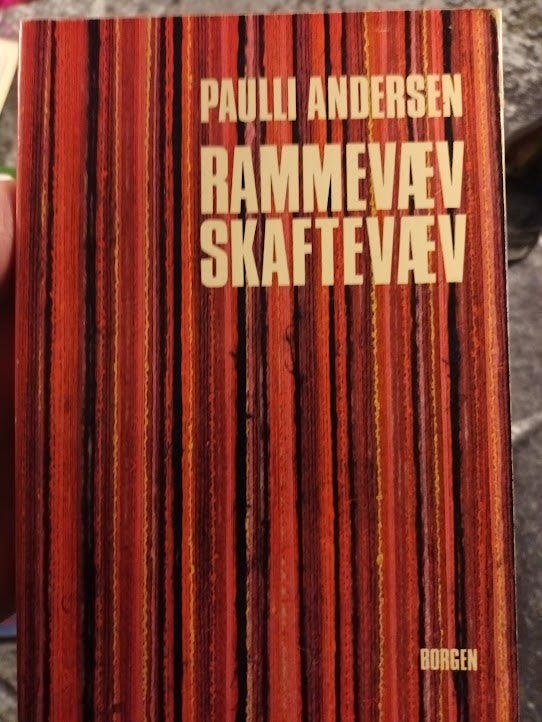 PAULLI ANDERSEN
RAMMEVÆV
SKAFTEVÆV
BORGEN